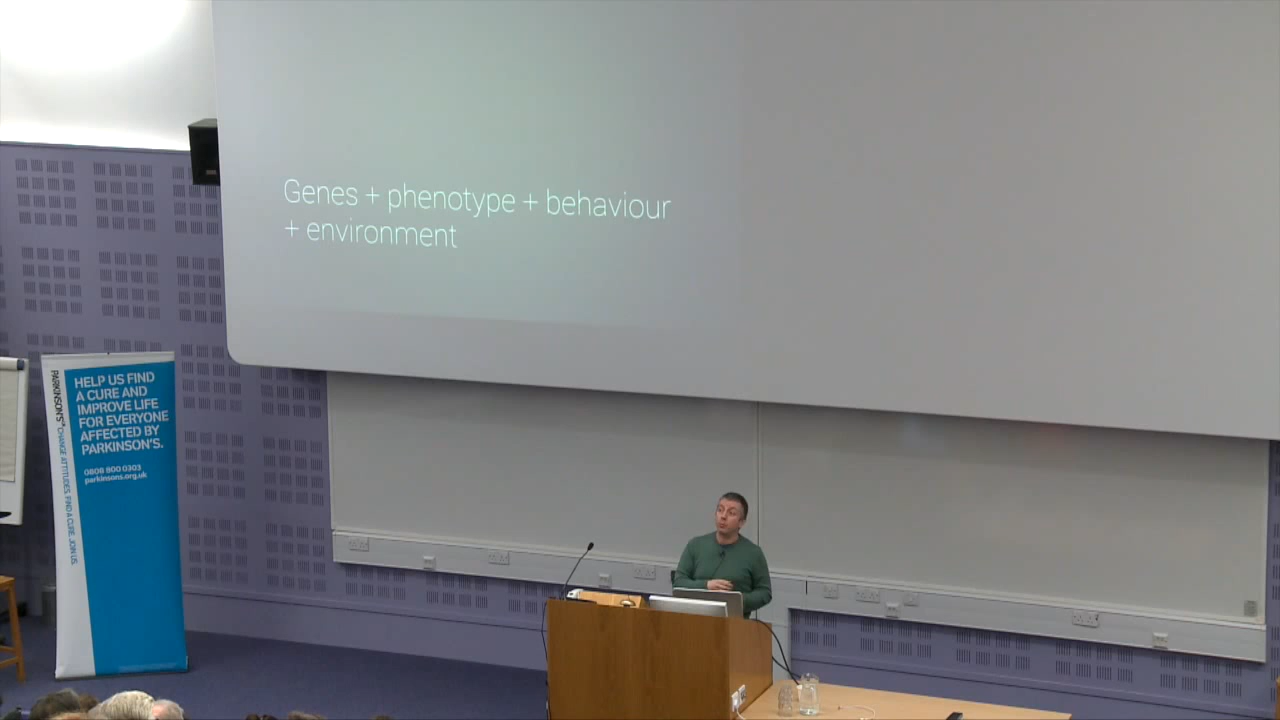 Genes + phenotype + behaviour
+ environment
HELP US FIND
A CURE AND
IMPROVE LIFE
FOR EVERYONE
AFFECTED BY
PARKINSON'S.
0808 800 0303
parkinsons.org.uk
PARKINSON'S UK
CHANGE ATTITUDES. FIND A CURE. JOIN US.